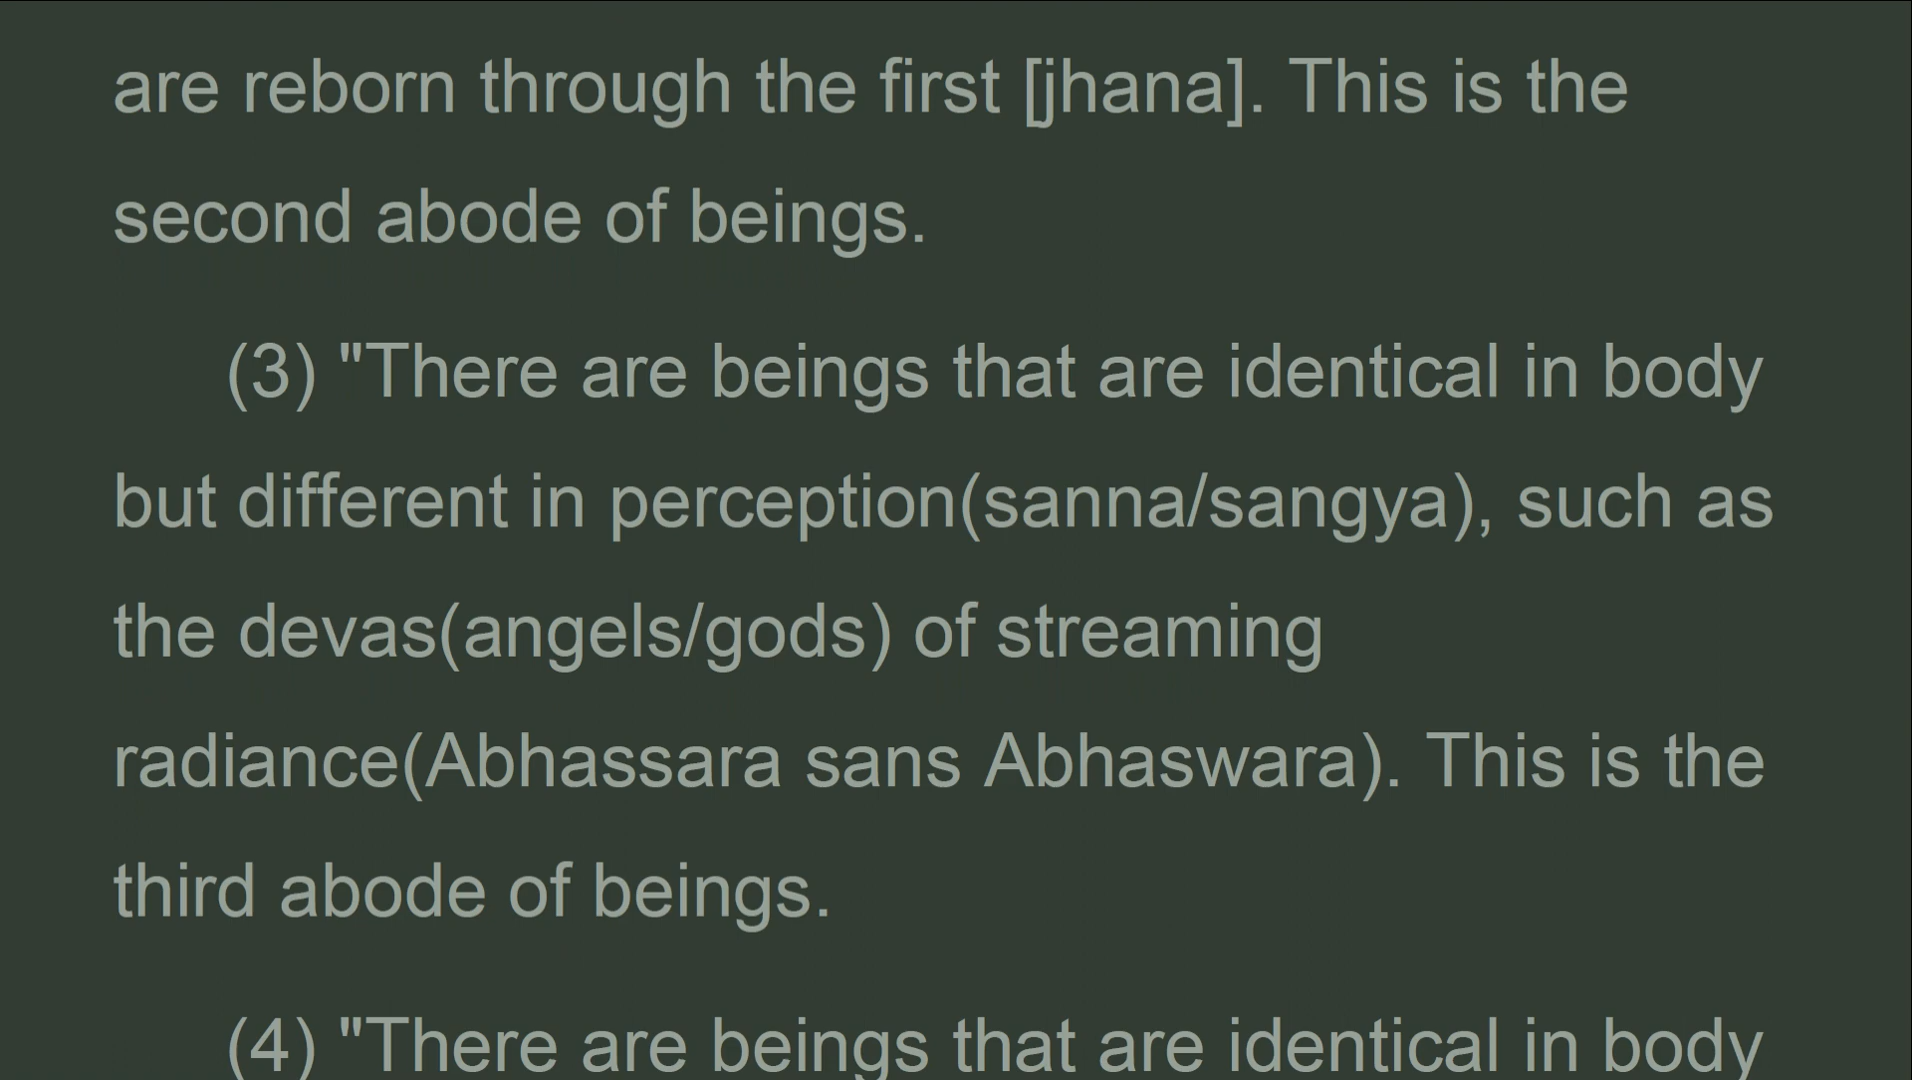 are reborn through the first [jhana]. This is the
second abode of beings.
(3) "There are beings that are identical in body
but different in perception(sanna/sangya), such as
the devas(angels/gods) of streaming
radiance(Abhassara sans Abhaswara). This is the
third abode of beings.
(4) "There are beings that are identical in body